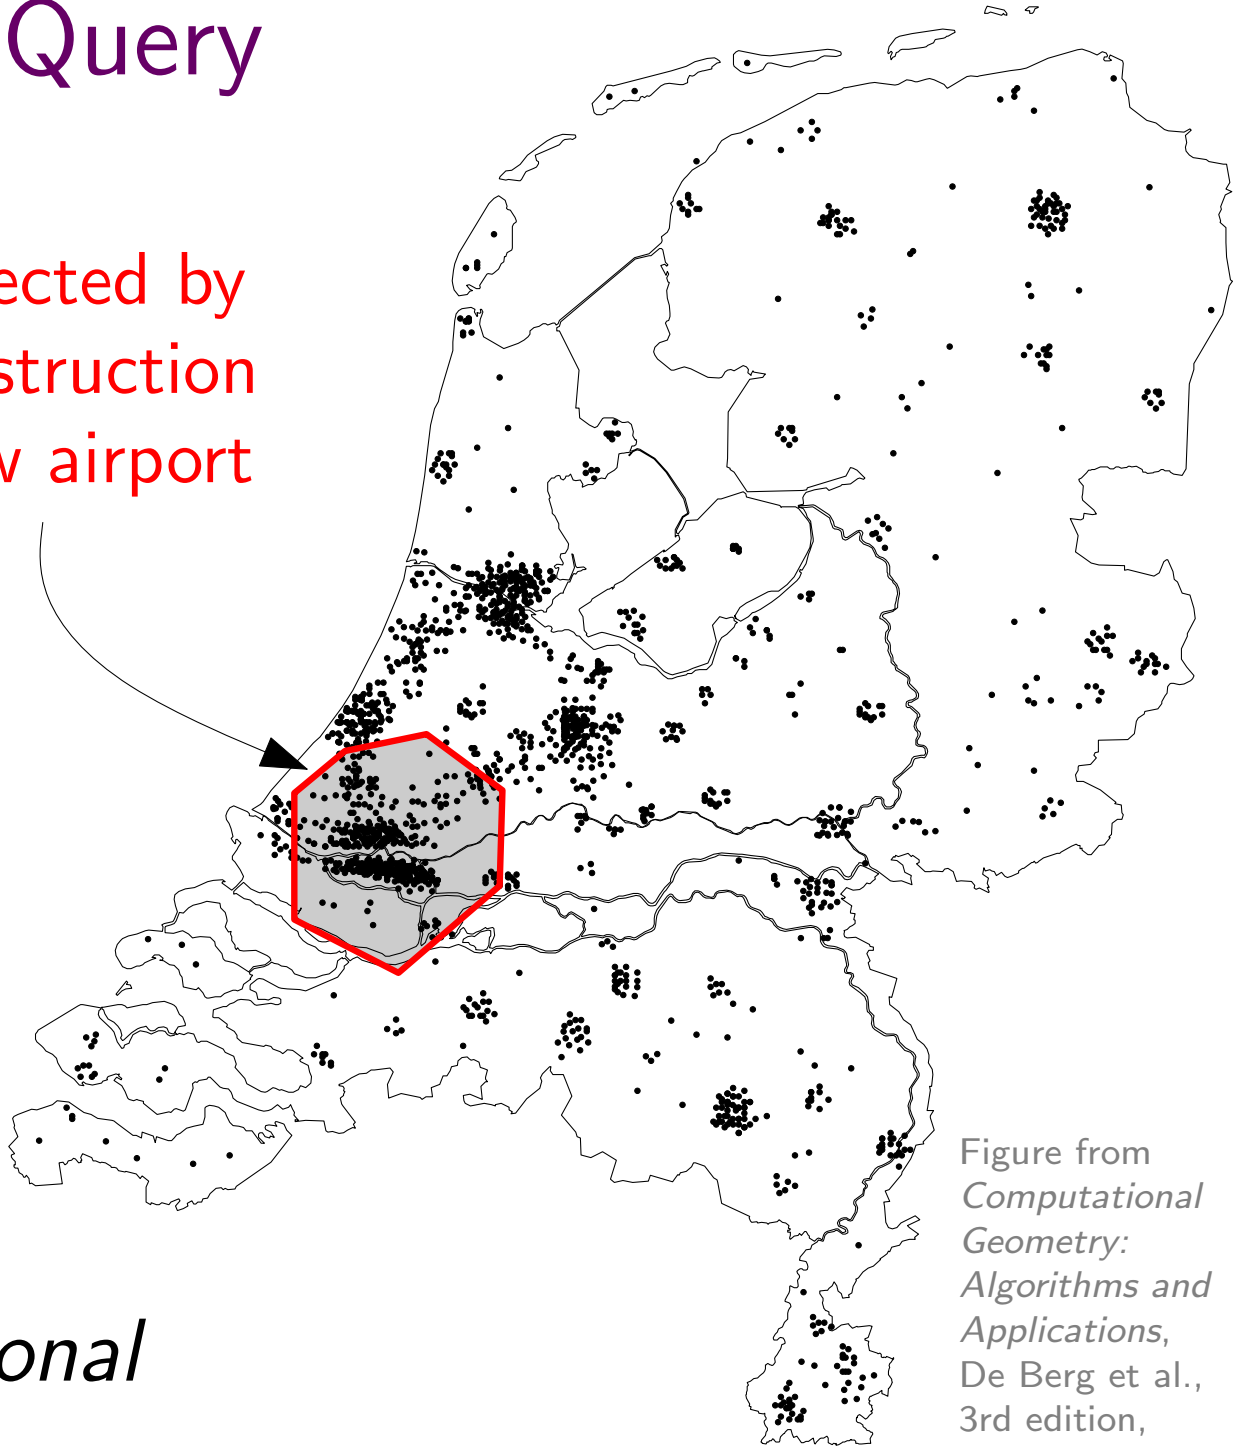 Query
ected by
struction
w airport
Figure from
Computational
Geometry:
Algorithms and
Applications,
De Berg et al.,
3rd edition,
onal